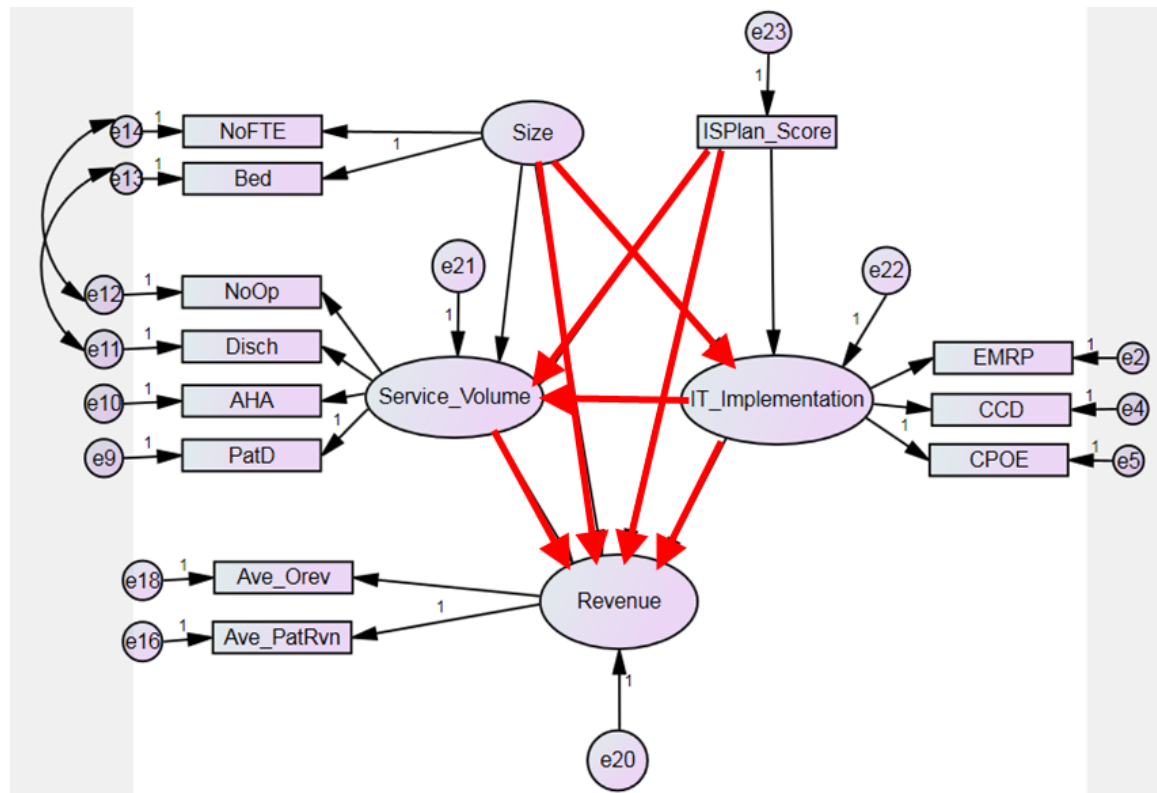 e23
1
e14
1
NoFTE
Size
ISPlan_Score
1
e13
1
Bed
e21
e22
1
1
e12
1
NoOp
e11
1
Disch
e10
1
AHA
e9
1
PatD
1
Service_Volume
IT_Implementation
EMRP
1
e2
CCD
1
e4
1
CPOE
1
e5
e18
1
Ave_Orev
e16
1
Ave_PatRvn
1
Revenue
1
e20